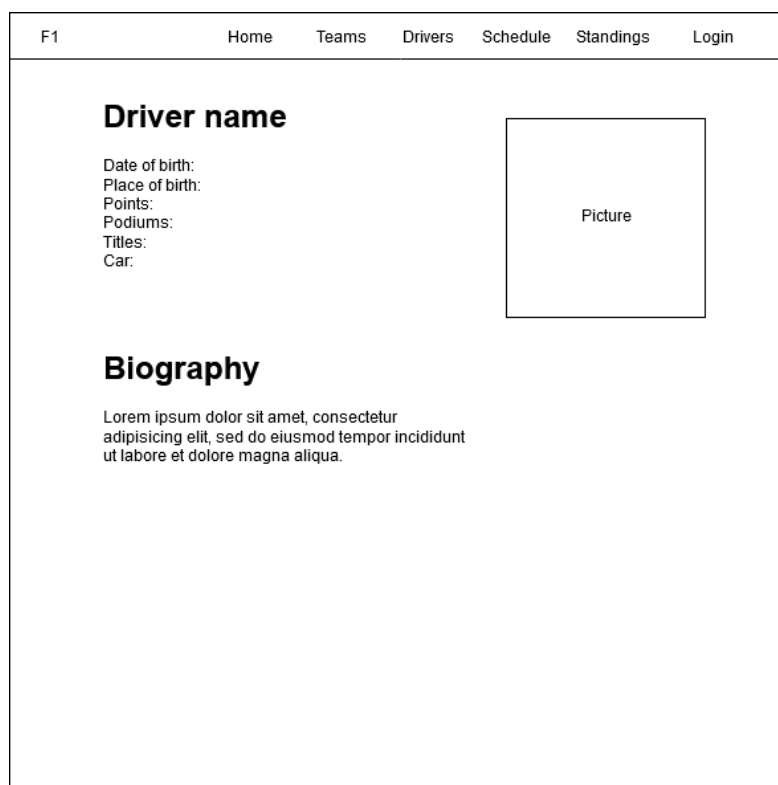 F1 Home Teams Drivers Schedule Standings Login
Driver name
Date of birth:
Place of birth:
Points:
Podiums:
Titles:
Car:
Picture
Biography
Lorem ipsum dolor sit amet, consectetur
adipisicing elit, sed do eiusmod tempor incididunt
ut labore et dolore magna aliqua.